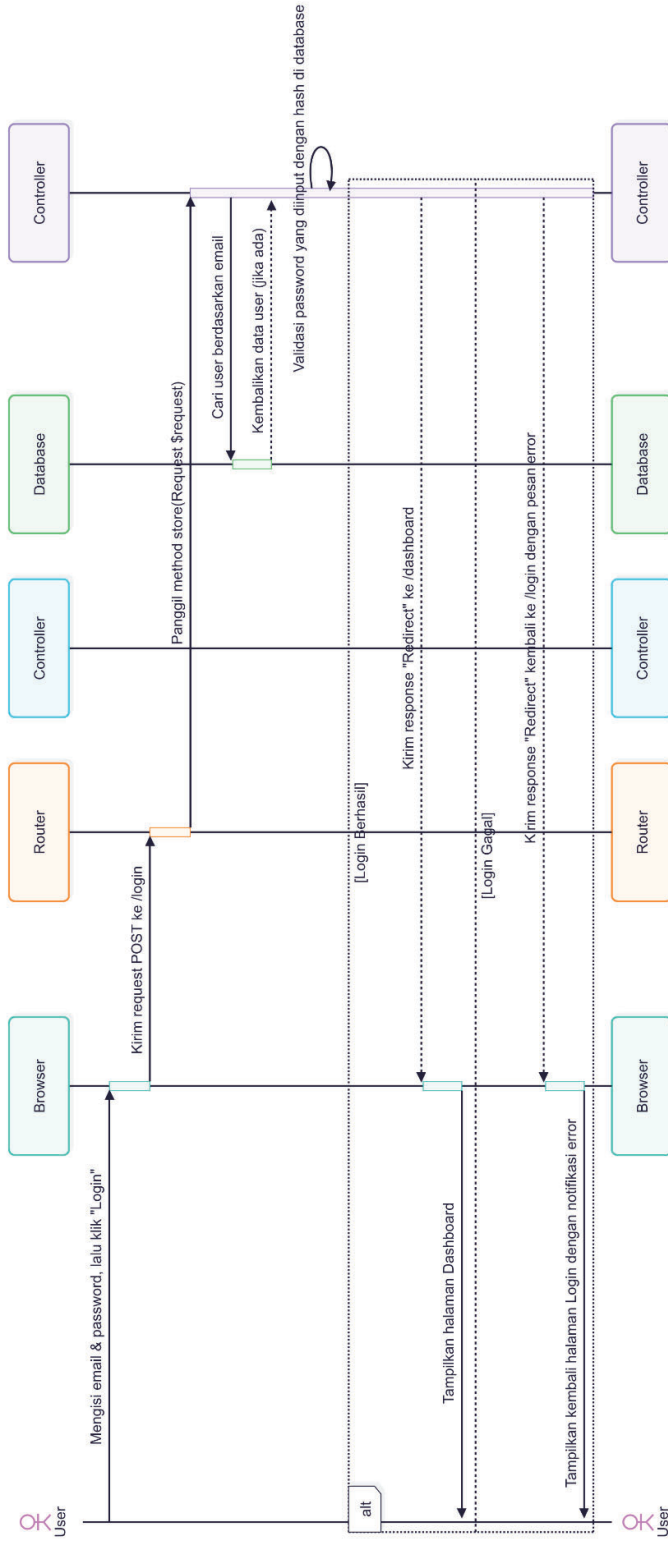 User
Browser
Router
Controller
Database
Controller
Mengisi email & password, lalu klik "Login"
Kirim request POST ke /login
Panggil method store(Request $request)
Cari user berdasarkan email
Kembalikan data user (jika ada)
Validasi password yang diinput dengan hash di database
alt
[Login Berhasil]
Kirim response "Redirect" ke /dashboard
Tampilkan halaman Dashboard
[Login Gagal]
Kirim response "Redirect" kembali ke /login dengan pesan error
Tampilkan kembali halaman Login dengan notifikasi error
User
Browser
Router
Controller
Database
Controller